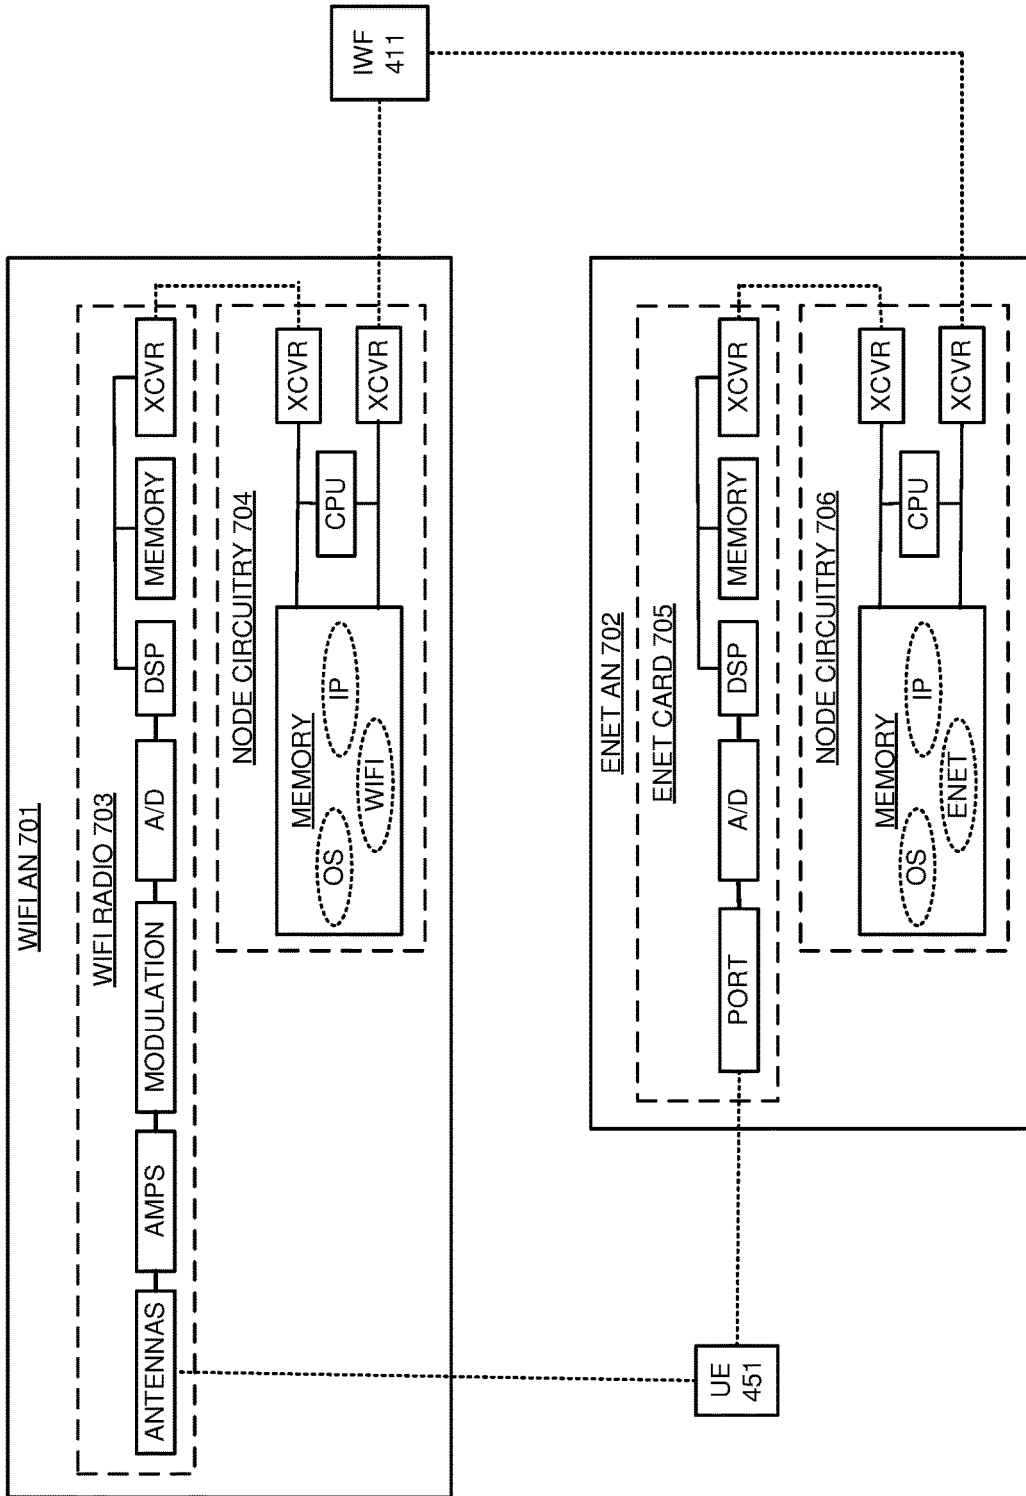 WIFI AN 701
WIFI RADIO 703
ANTENNAS
AMPS
MODULATION
A/D
DSP
MEMORY
XCVR
NODE CIRCUITRY 704
MEMORY
OS
WIFI
IP
CPU
XCVR
XCVR
IWF
411
UE
451
ENET AN 702
ENET CARD 705
PORT
A/D
DSP
MEMORY
XCVR
NODE CIRCUITRY 706
MEMORY
OS
ENET
IP
CPU
XCVR
XCVR